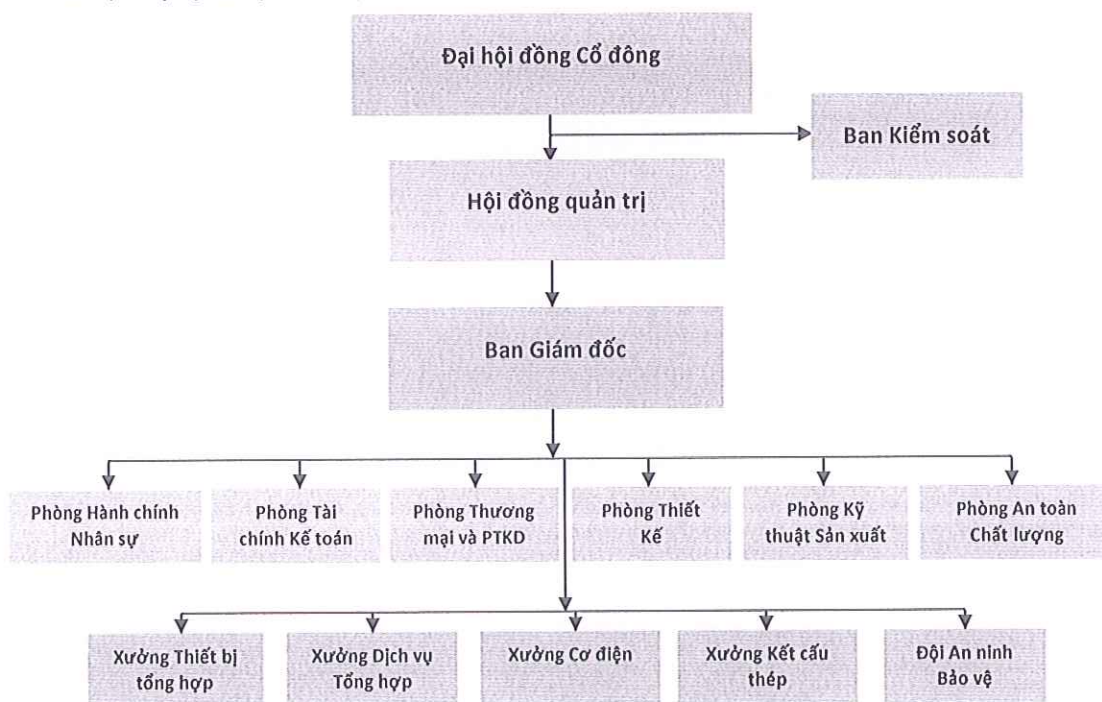 Đại hội đồng Cổ đông
Ban Kiểm soát
Hội đồng quản trị
Ban Giám đốc
Phòng Hành chính
Nhân sự
Phòng Tài
chính Kế toán
Phòng Thương
mại và PTKD
Phòng Thiết
Kế
Phòng Kỹ
thuật Sản xuất
Phòng An toàn
Chất lượng
Xưởng Thiết bị
tổng hợp
Xưởng Dịch vụ
Tổng hợp
Xưởng Cơ điện
Xưởng Kết cấu
thép
Đội An ninh
Bảo vệ